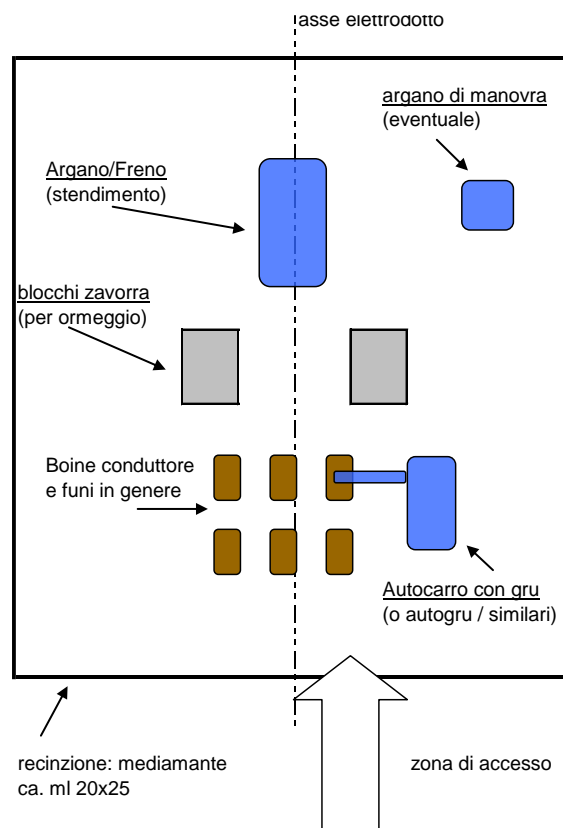 asse elettrodotto
argano di manovra
(eventuale)
Argano/Freno
(stendimento)
blocchi zavorra
(per ormeggio)
Boine conduttore
e funi in genere
Autocarro con gru
(o autogru / similari)
recinzione: mediamante
ca. ml 20x25
zona di accesso